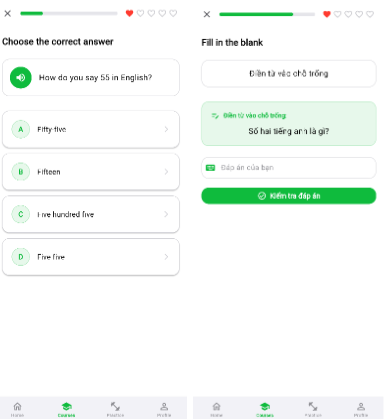 Choose the correct answer
How do you say 55 in English?
A Fifty-five
B Fifteen
C Five hundred five
D Five five
Home Courses Practice Profile
Fill in the blank
Điền từ vào chỗ trống
Điền từ vào chỗ trống:
Số hai tiếng anh là gì?
Đáp án của bạn
Kiểm tra đáp án
Home Courses Practice Profile